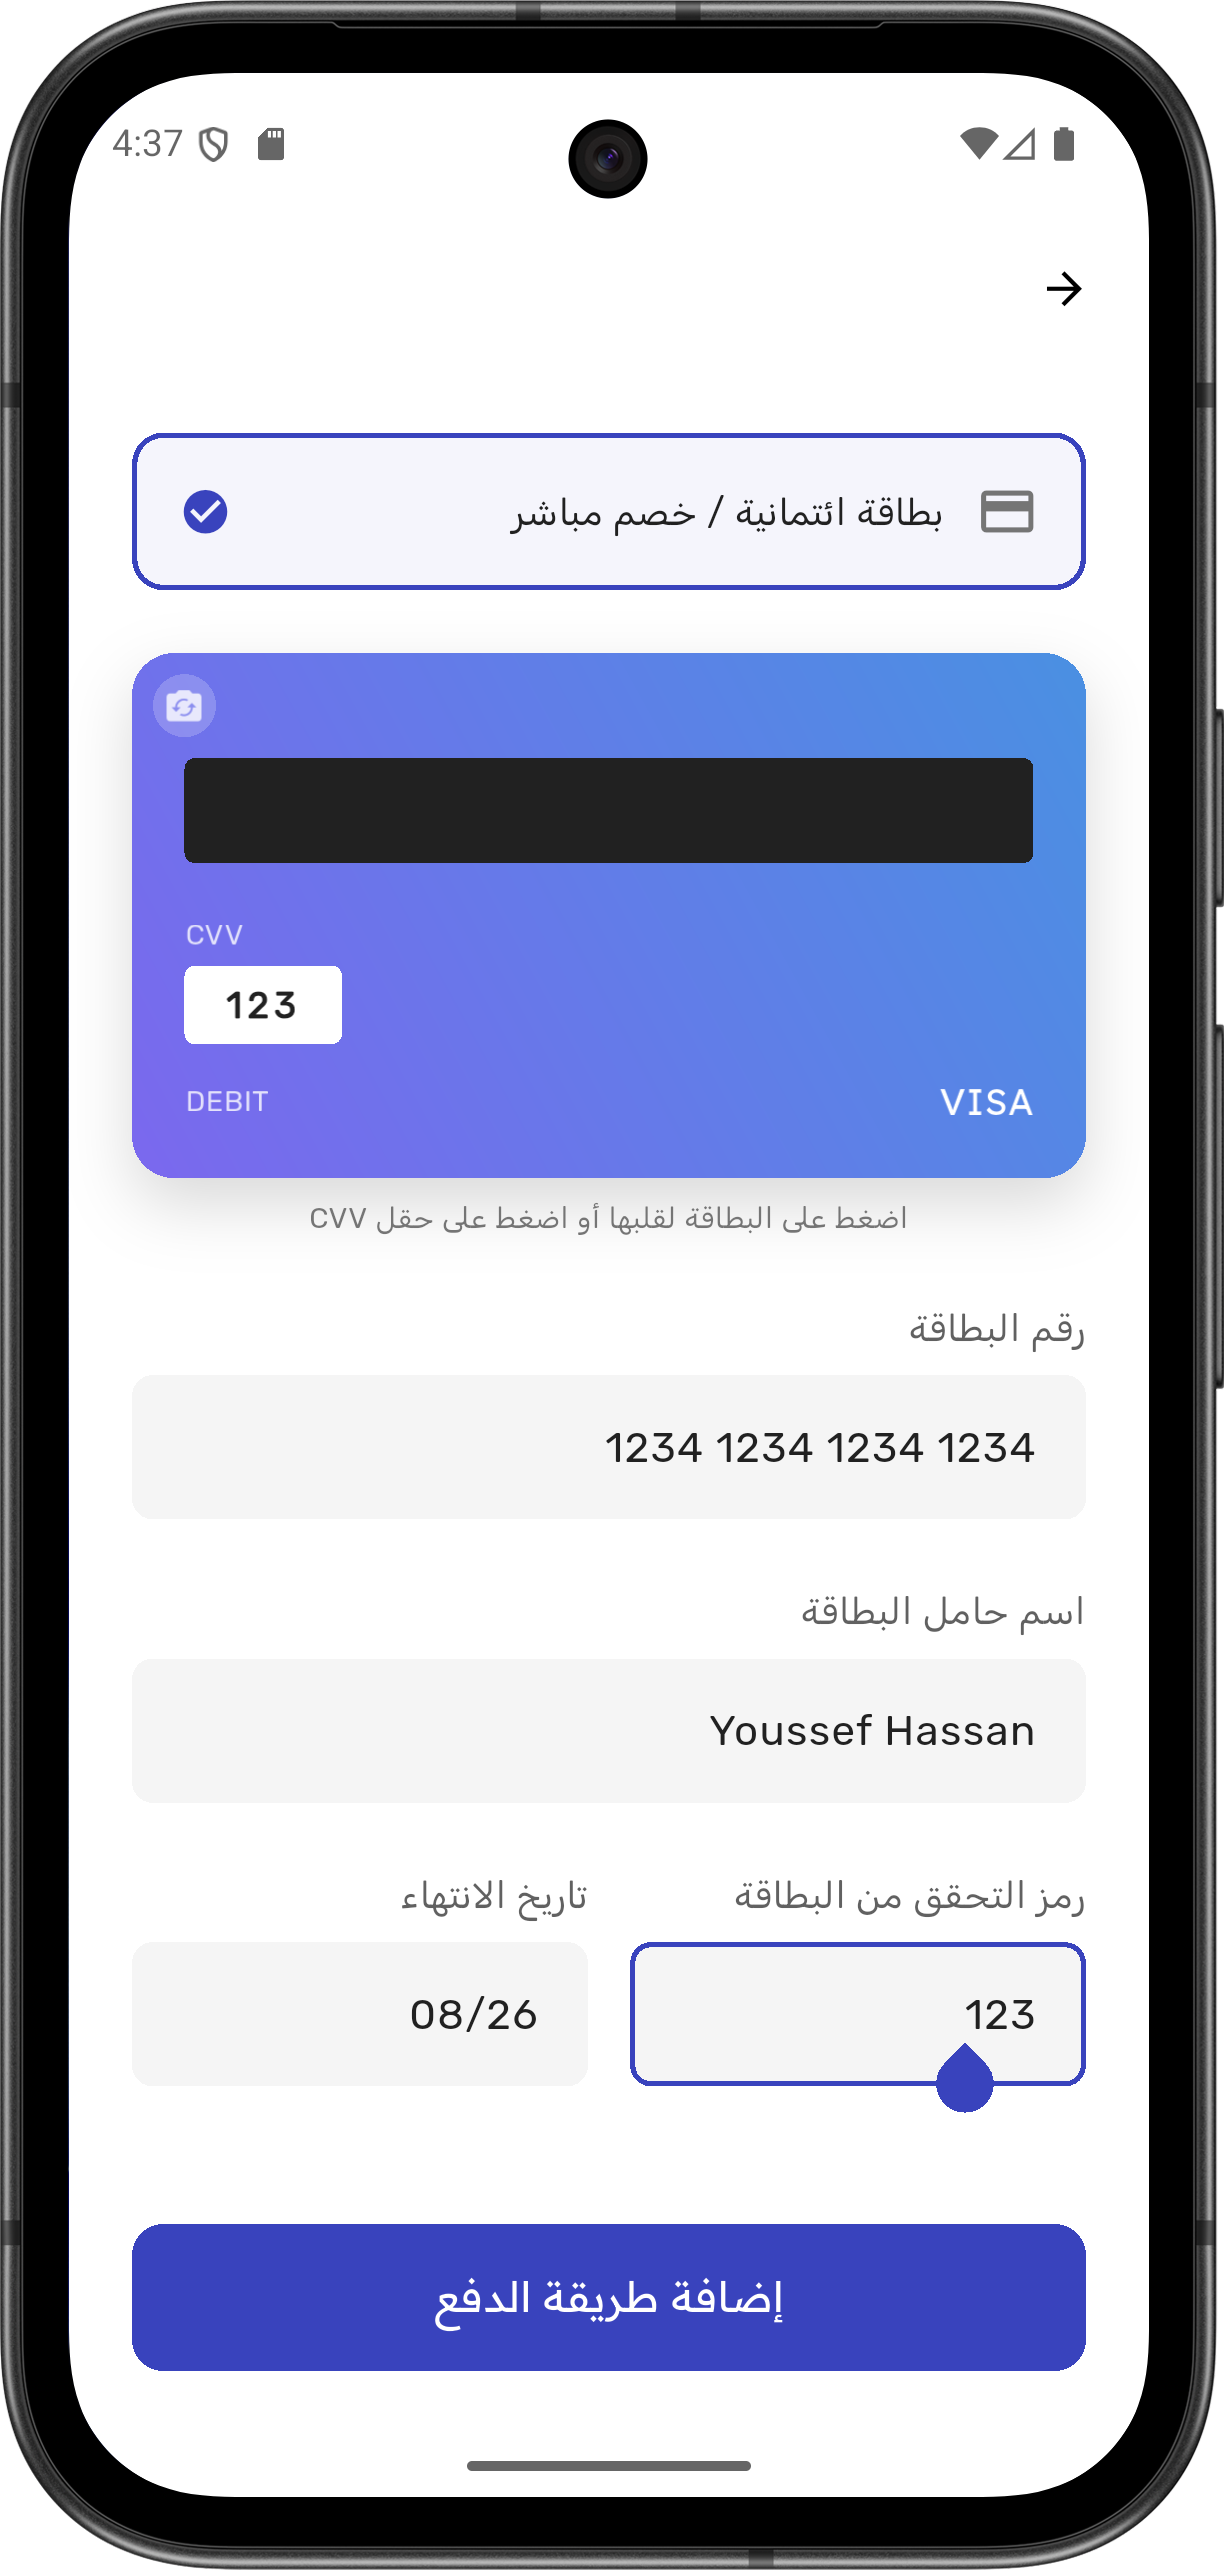 4:37
بطاقة ائتمانية / خصم مباشر
CVV
123
DEBIT
VISA
اضغط على البطاقة لقلبها أو اضغط على حقل CVV
رقم البطاقة
1234 1234 1234 1234
اسم حامل البطاقة
Youssef Hassan
رمز التحقق من البطاقة
تاريخ الانتهاء
123
08/26
إضافة طريقة الدفع